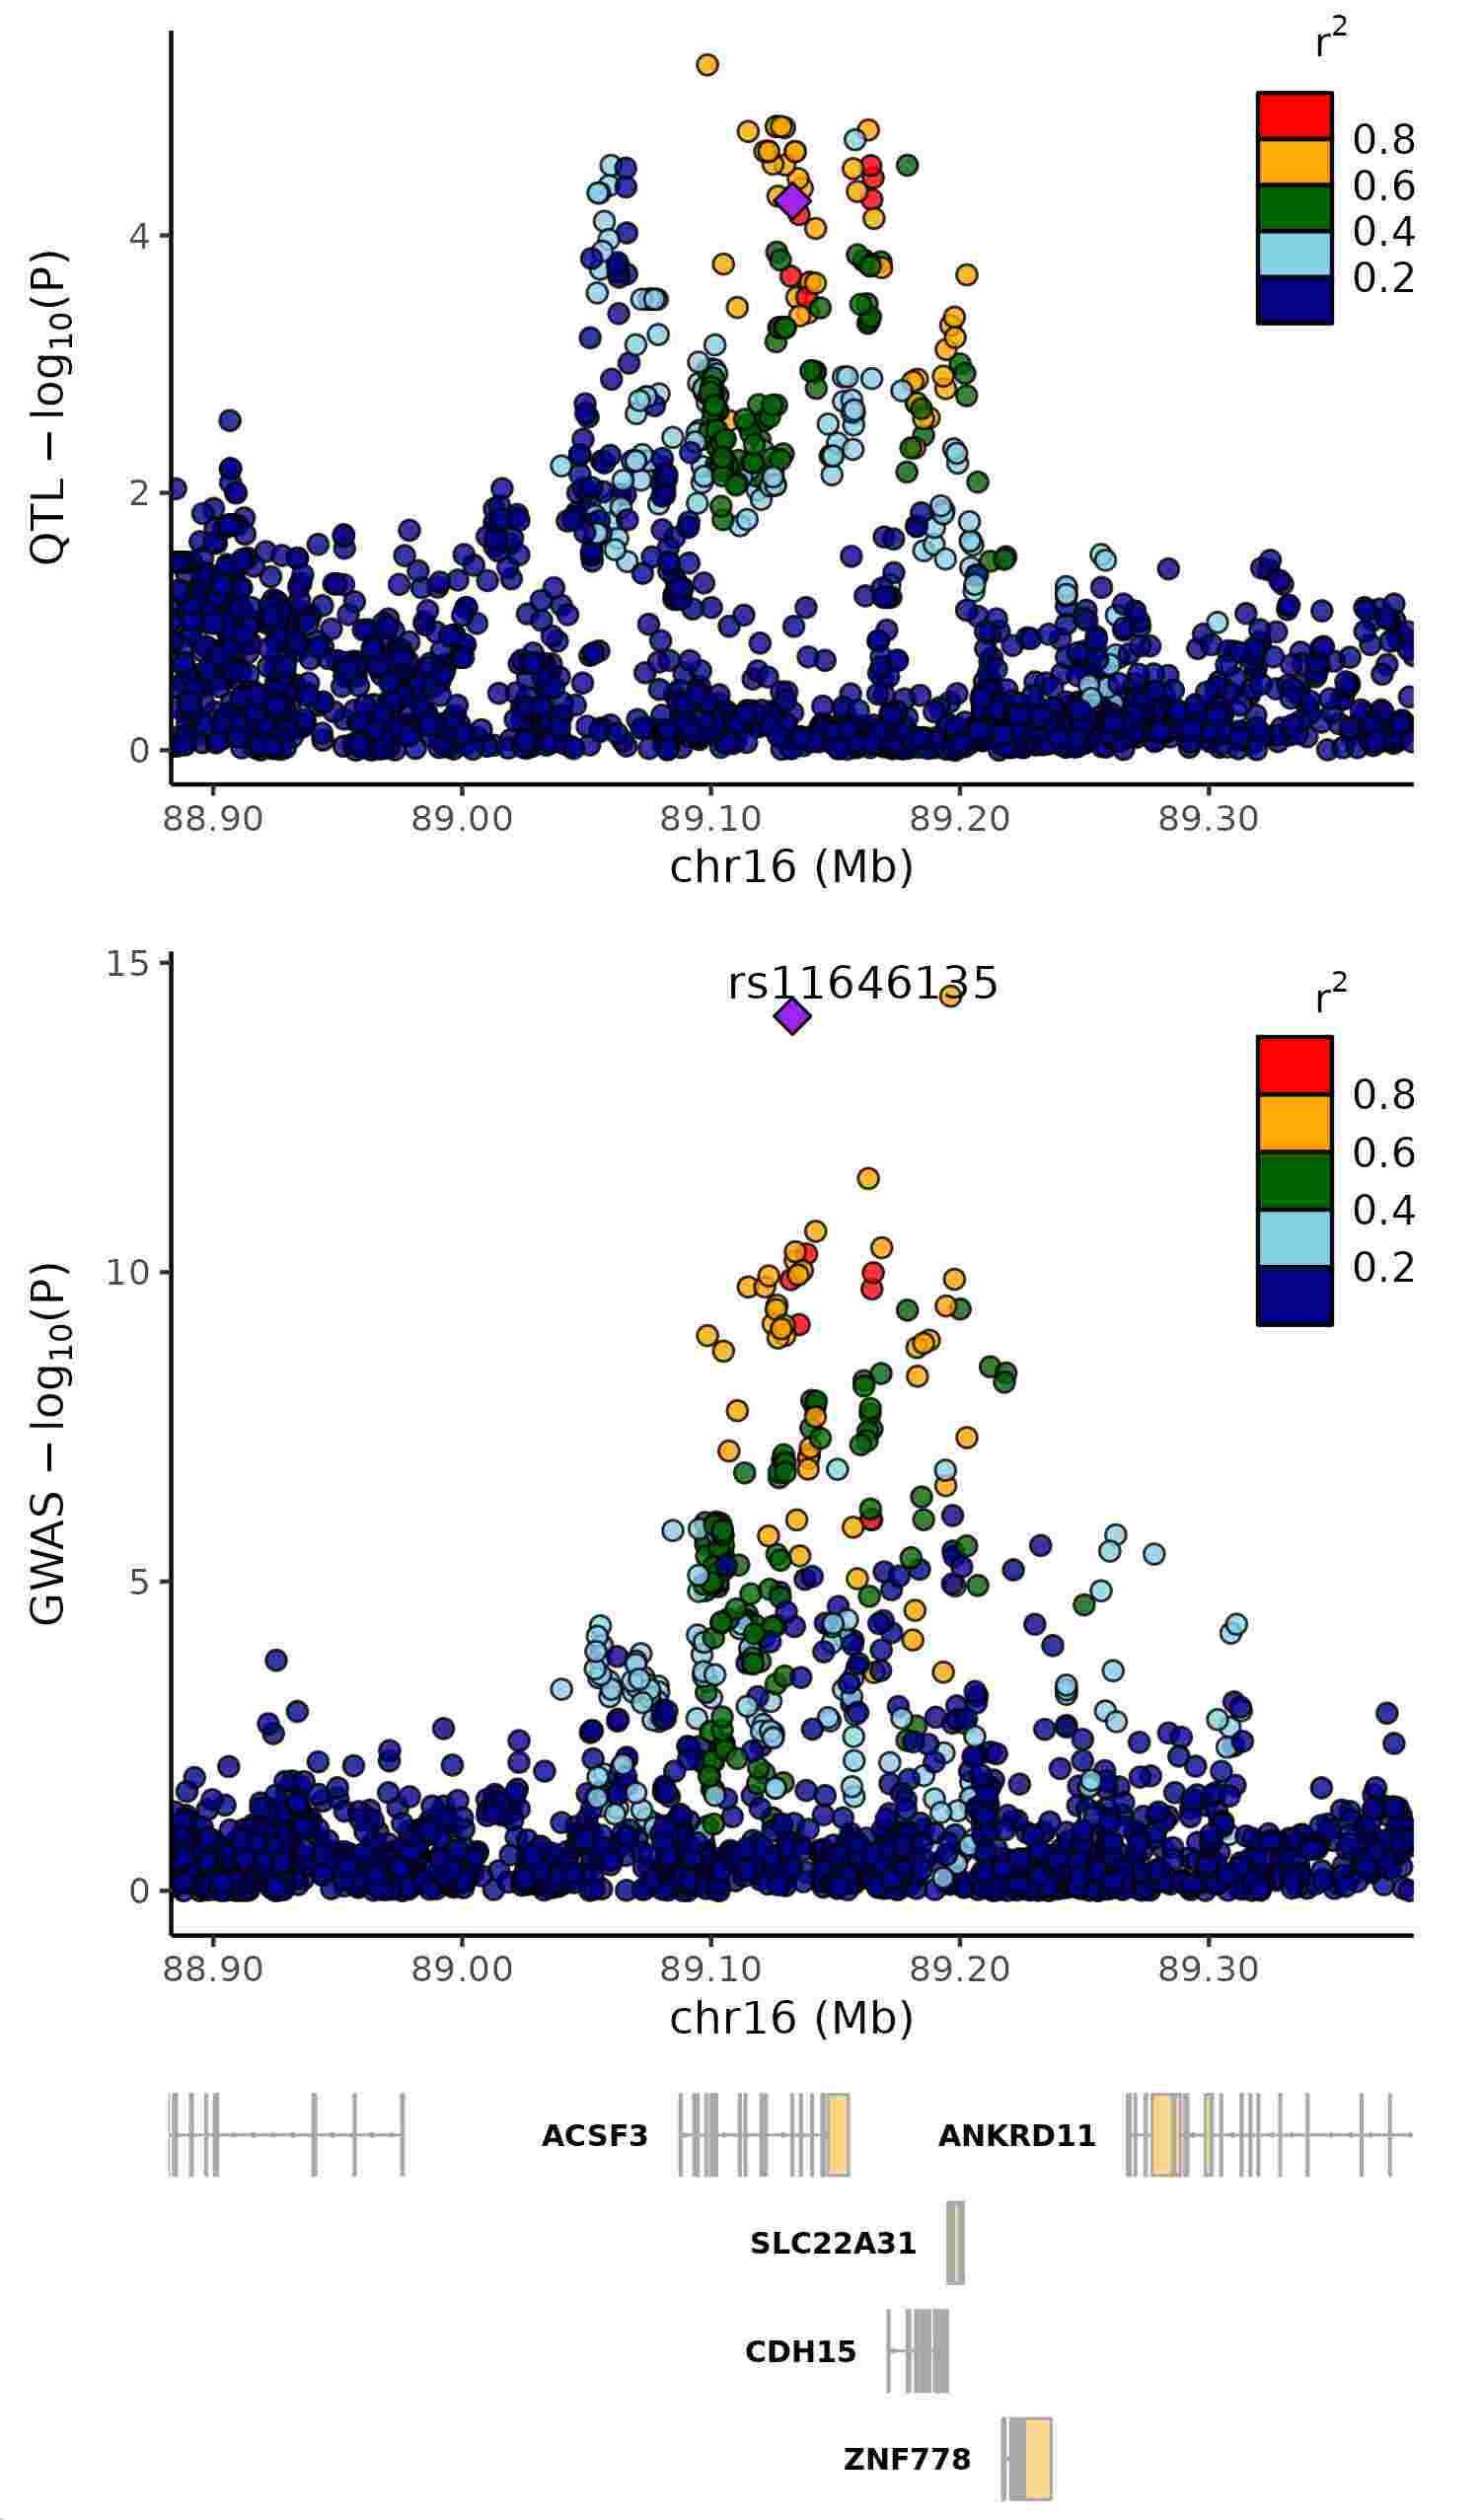 r2
0.8
0.6
0.4
0.2
QTL − log10(P)
4
2
0
88.90 89.00 89.10 89.20 89.30
chr16 (Mb)
15
rs11646135
r2
0.8
0.6
0.4
0.2
GWAS − log10(P)
10
5
0
88.90 89.00 89.10 89.20 89.30
chr16 (Mb)
ACSF3 ANKRD11
SLC22A31
CDH15
ZNF778